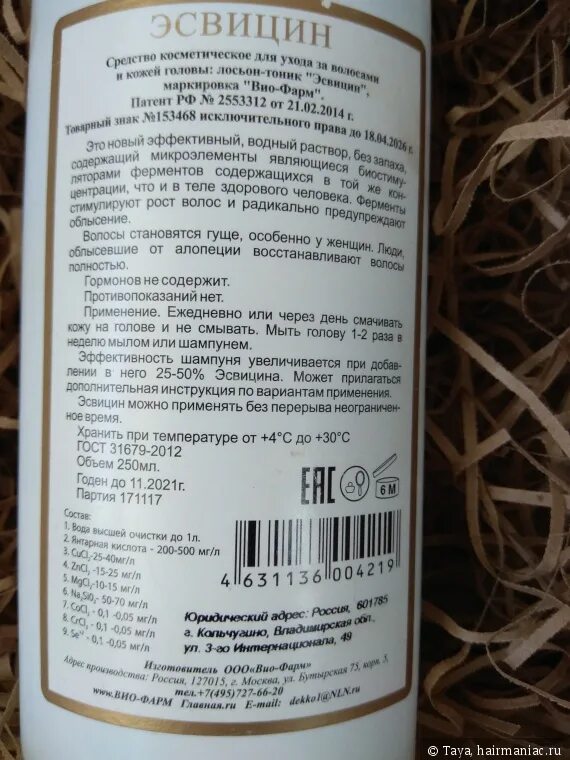 ЭСВИЦИН
Средство косметическое для ухода за волосами
и кожей головы: лосьон-тоник "Эсвицин",
маркировка "Био-Фарм".
Патент РФ № 2553312 от 21.02.2014 г.
Товарный знак №153468 исключительного права до 18.04.2026 г.
Это новый эффективный, водный раствор, без запаха,
содержащий микроэлементы являющиеся биостиму-
ляторами ферментов содержащихся в той же кон-
центрации, что и в теле здорового человека. Ферменты
стимулируют рост волос и радикально предупреждают
облысение.
Волосы становятся гуще, особенно у женщин. Люди,
облысевшие от алопеции восстанавливают волосы
полностью.
Гормонов не содержит.
Противопоказаний нет.
Применение. Ежедневно или через день смачивать
кожу на голове и не смывать. Мыть голову 1-2 раза в
неделю мылом или шампунем.
Эффективность шампуня увеличивается при добав-
лении в него 25-50% Эсвицина. Может прилагаться
дополнительная инструкция по вариантам применения.
Эсвицин можно применять без перерыва неограничен-
ное время.
Хранить при температуре от +4°С до +30°С
ГОСТ 31679-2012
Объем 250мл.
Годен до 11.2021г.
Партия 171117
EAC
6 M
Состав:
1. Вода высшей очистки до 1л.
2. Янтарная кислота - 200-500 мг/л
3. CuCl₂-25-40мг/л
4. ZnCl₂ -15-25 мг/л
5. MgCl₂-10-15 мг/л
6. Na₂SiO₃- 50-70 мг/л
7. CoCl₂ - 0,1 -0,05 мг/л
8. CrCl₃ - 0,1 -0,05 мг/л
9. Se⁺⁴ - 0,1 -0,05 мг/л
4 631136 004219
Юридический адрес: Россия, 601785
г. Кольчугино, Владимирская обл.,
ул. 3-го Интернационала, 49
Изготовитель ООО«Био-Фарм»
Адрес производства: Россия, 127015, г. Москва, ул. Бутырская 75, корп. 5,
тел.+7(495)727-66-20
www.ВИО-ФАРМ Главная.ru E-mail: dekko1@NLN.ru
© Taya, hairmaniac.ru